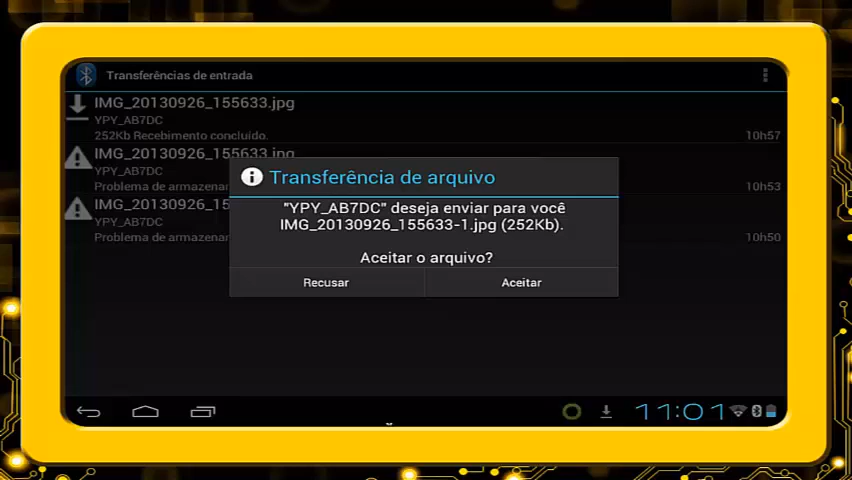 Transferências de entrada
IMG_20130926_155633.jpg
YPY_AB7DC
252Kb Recebimento concluído.
10h57
IMG_20130926_155633.jpg
YPY_AB7DC
Problema de armazenar
10h53
IMG_20130926_155633
YPY_AB7DC
Problema de armazenar
10h50
Transferência de arquivo
"YPY_AB7DC" deseja enviar para você
IMG_20130926_155633-1.jpg (252Kb).
Aceitar o arquivo?
Recusar
Aceitar
11:01